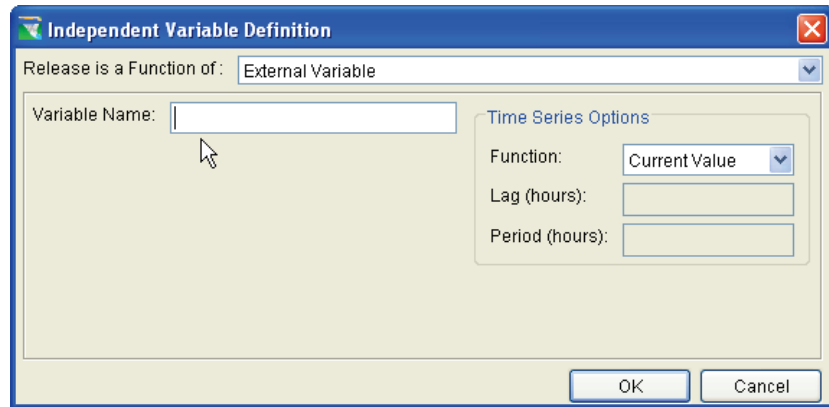 Independent Variable Definition
Release is a Function of: External Variable
Variable Name:
Time Series Options
Function: Current Value
Lag (hours):
Period (hours):
OK Cancel